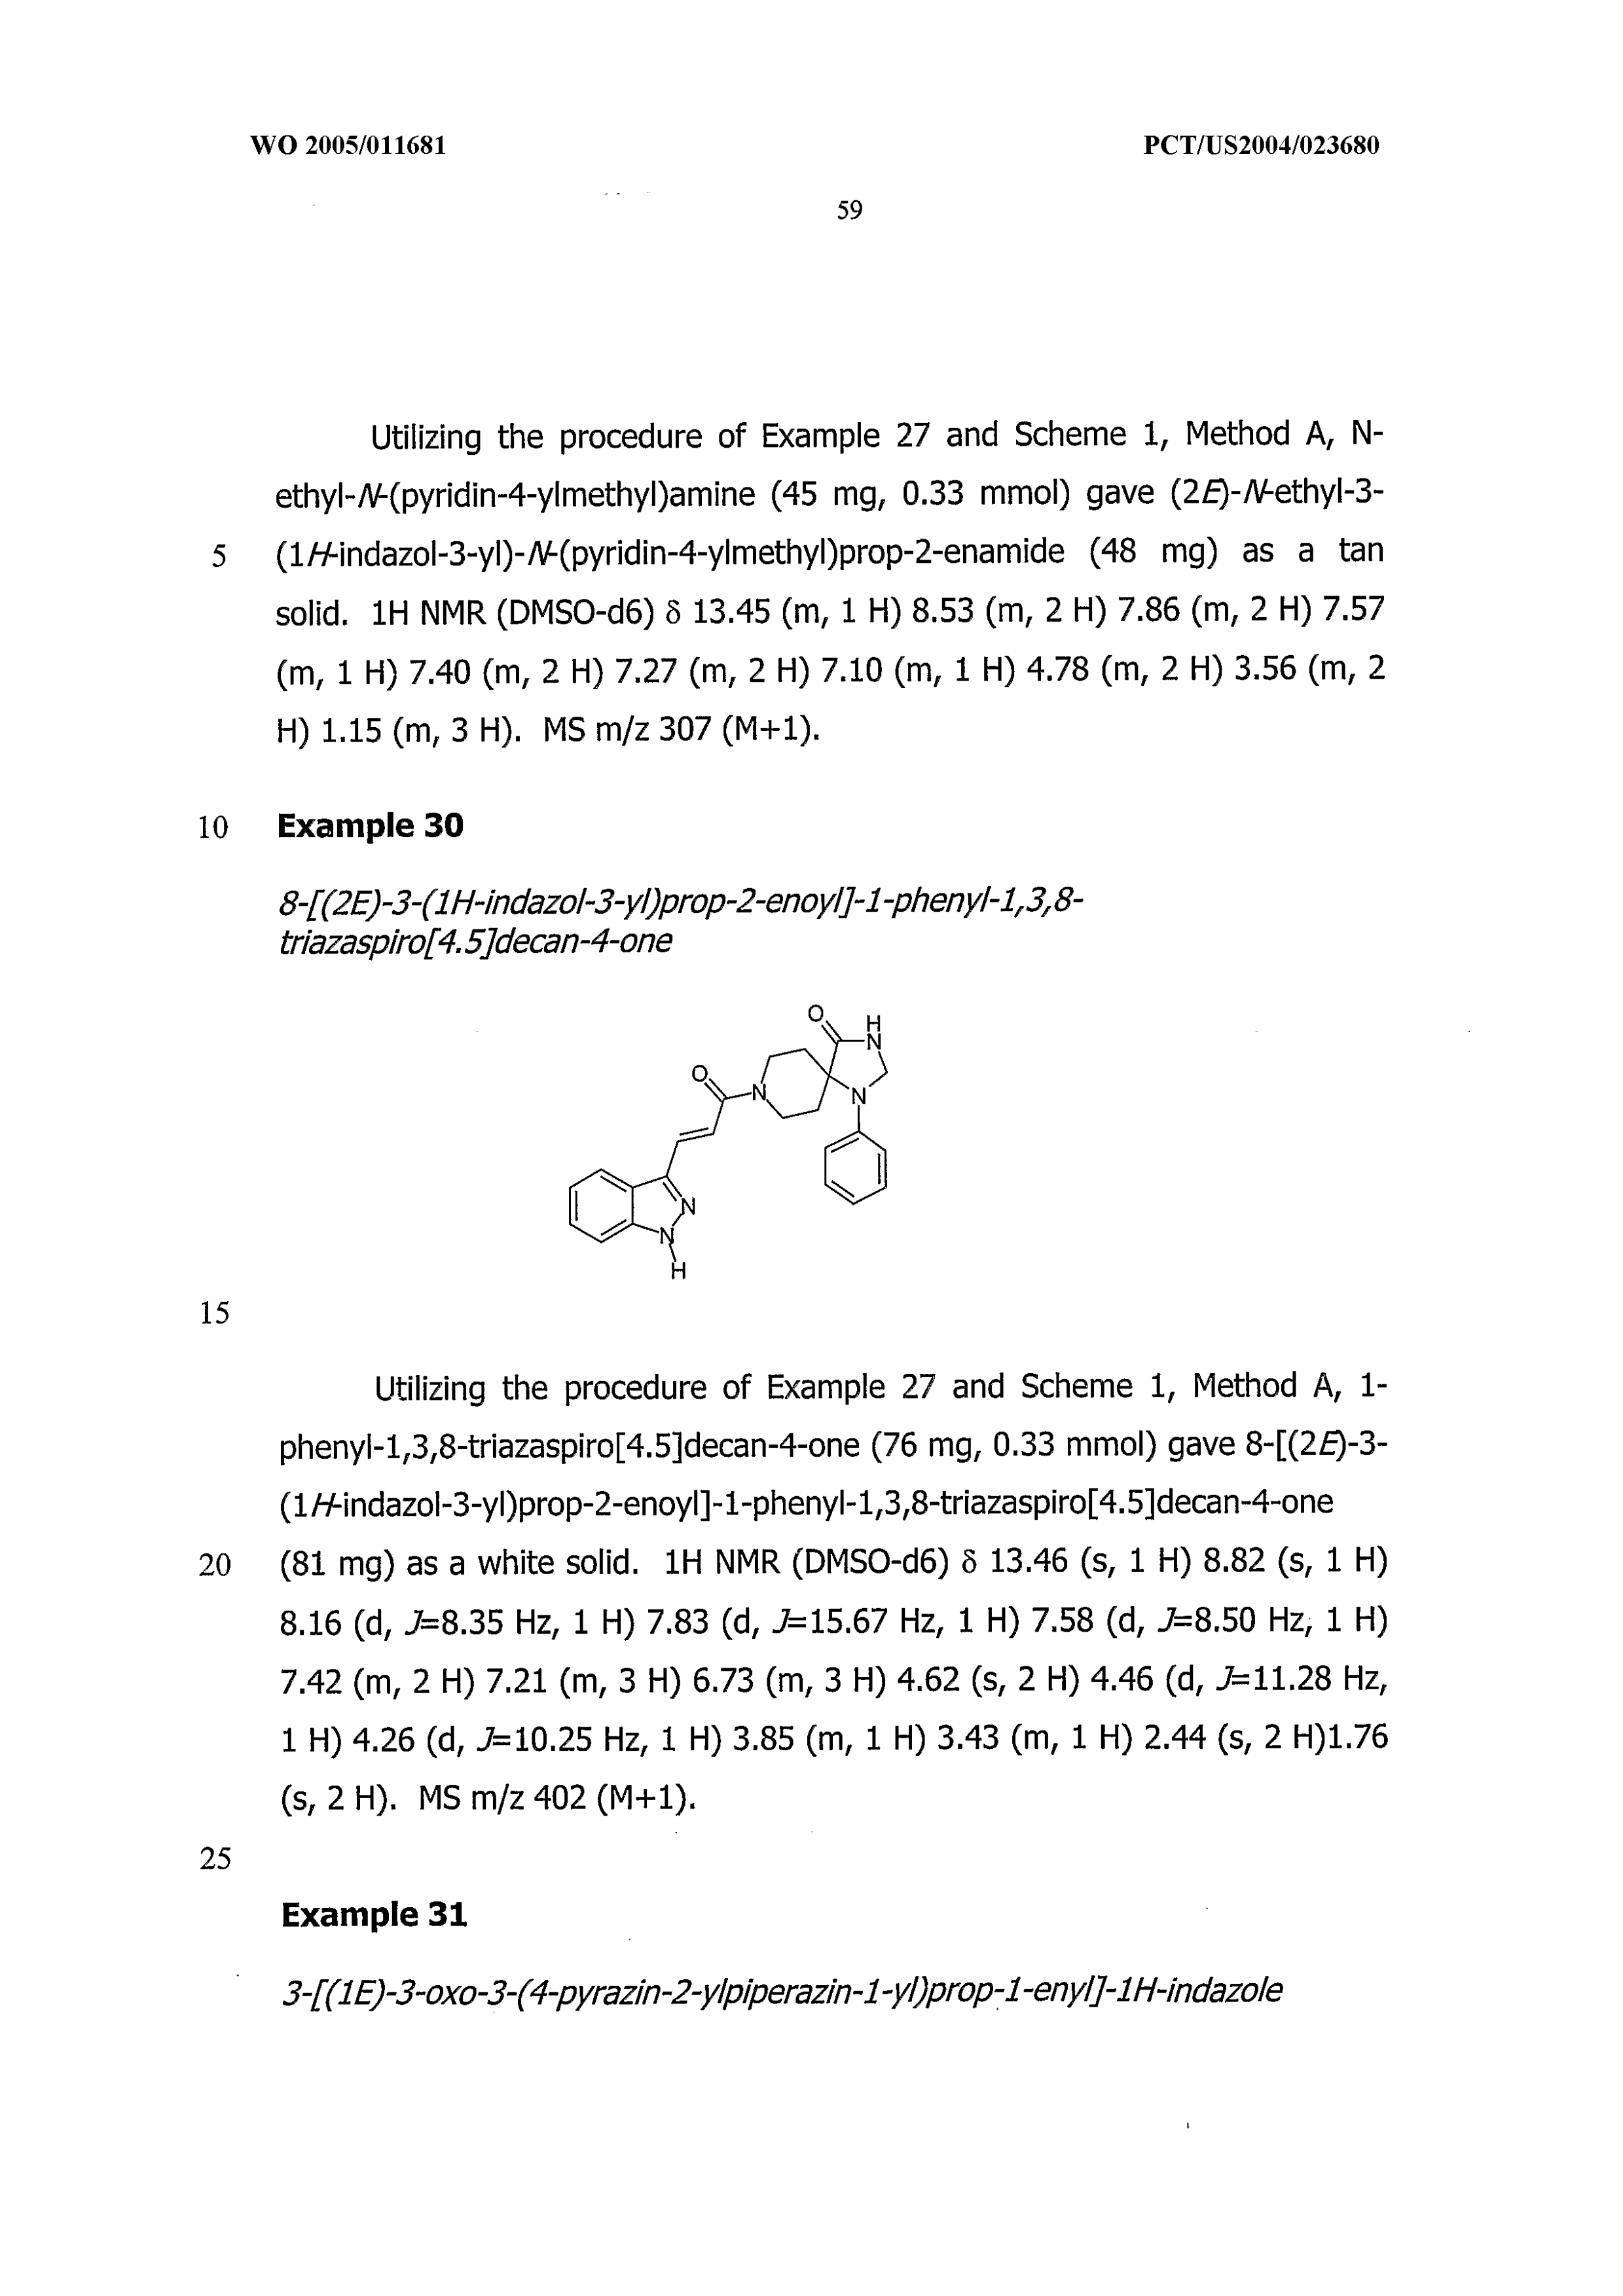 WO 2005/011681 PCT/US2004/023680
59
Utilizing the procedure of Example 27 and Scheme 1, Method A, N-
ethyl-N-(pyridin-4-ylmethyl)amine (45 mg, 0.33 mmol) gave (2E)-N-ethyl-3-
5 (1H-indazol-3-yl)-N-(pyridin-4-ylmethyl)prop-2-enamide (48 mg) as a tan
solid. 1H NMR (DMSO-d6) δ 13.45 (m, 1 H) 8.53 (m, 2 H) 7.86 (m, 2 H) 7.57
(m, 1 H) 7.40 (m, 2 H) 7.27 (m, 2 H) 7.10 (m, 1 H) 4.78 (m, 2 H) 3.56 (m, 2
H) 1.15 (m, 3 H). MS m/z 307 (M+1).
10 Example 30
8-[(2E)-3-(1H-indazol-3-yl)prop-2-enoyl]-1-phenyl-1,3,8-
triazaspiro[4.5]decan-4-one
O H
N
O
N
N
N
N
H
15
Utilizing the procedure of Example 27 and Scheme 1, Method A, 1-
phenyl-1,3,8-triazaspiro[4.5]decan-4-one (76 mg, 0.33 mmol) gave 8-[(2E)-3-
(1H-indazol-3-yl)prop-2-enoyl]-1-phenyl-1,3,8-triazaspiro[4.5]decan-4-one
20 (81 mg) as a white solid. 1H NMR (DMSO-d6) δ 13.46 (s, 1 H) 8.82 (s, 1 H)
8.16 (d, J=8.35 Hz, 1 H) 7.83 (d, J=15.67 Hz, 1 H) 7.58 (d, J=8.50 Hz, 1 H)
7.42 (m, 2 H) 7.21 (m, 3 H) 6.73 (m, 3 H) 4.62 (s, 2 H) 4.46 (d, J=11.28 Hz,
1 H) 4.26 (d, J=10.25 Hz, 1 H) 3.85 (m, 1 H) 3.43 (m, 1 H) 2.44 (s, 2 H)1.76
(s, 2 H). MS m/z 402 (M+1).
25
Example 31
3-[(1E)-3-oxo-3-(4-pyrazin-2-ylpiperazin-1-yl)prop-1-enyl]-1H-indazole